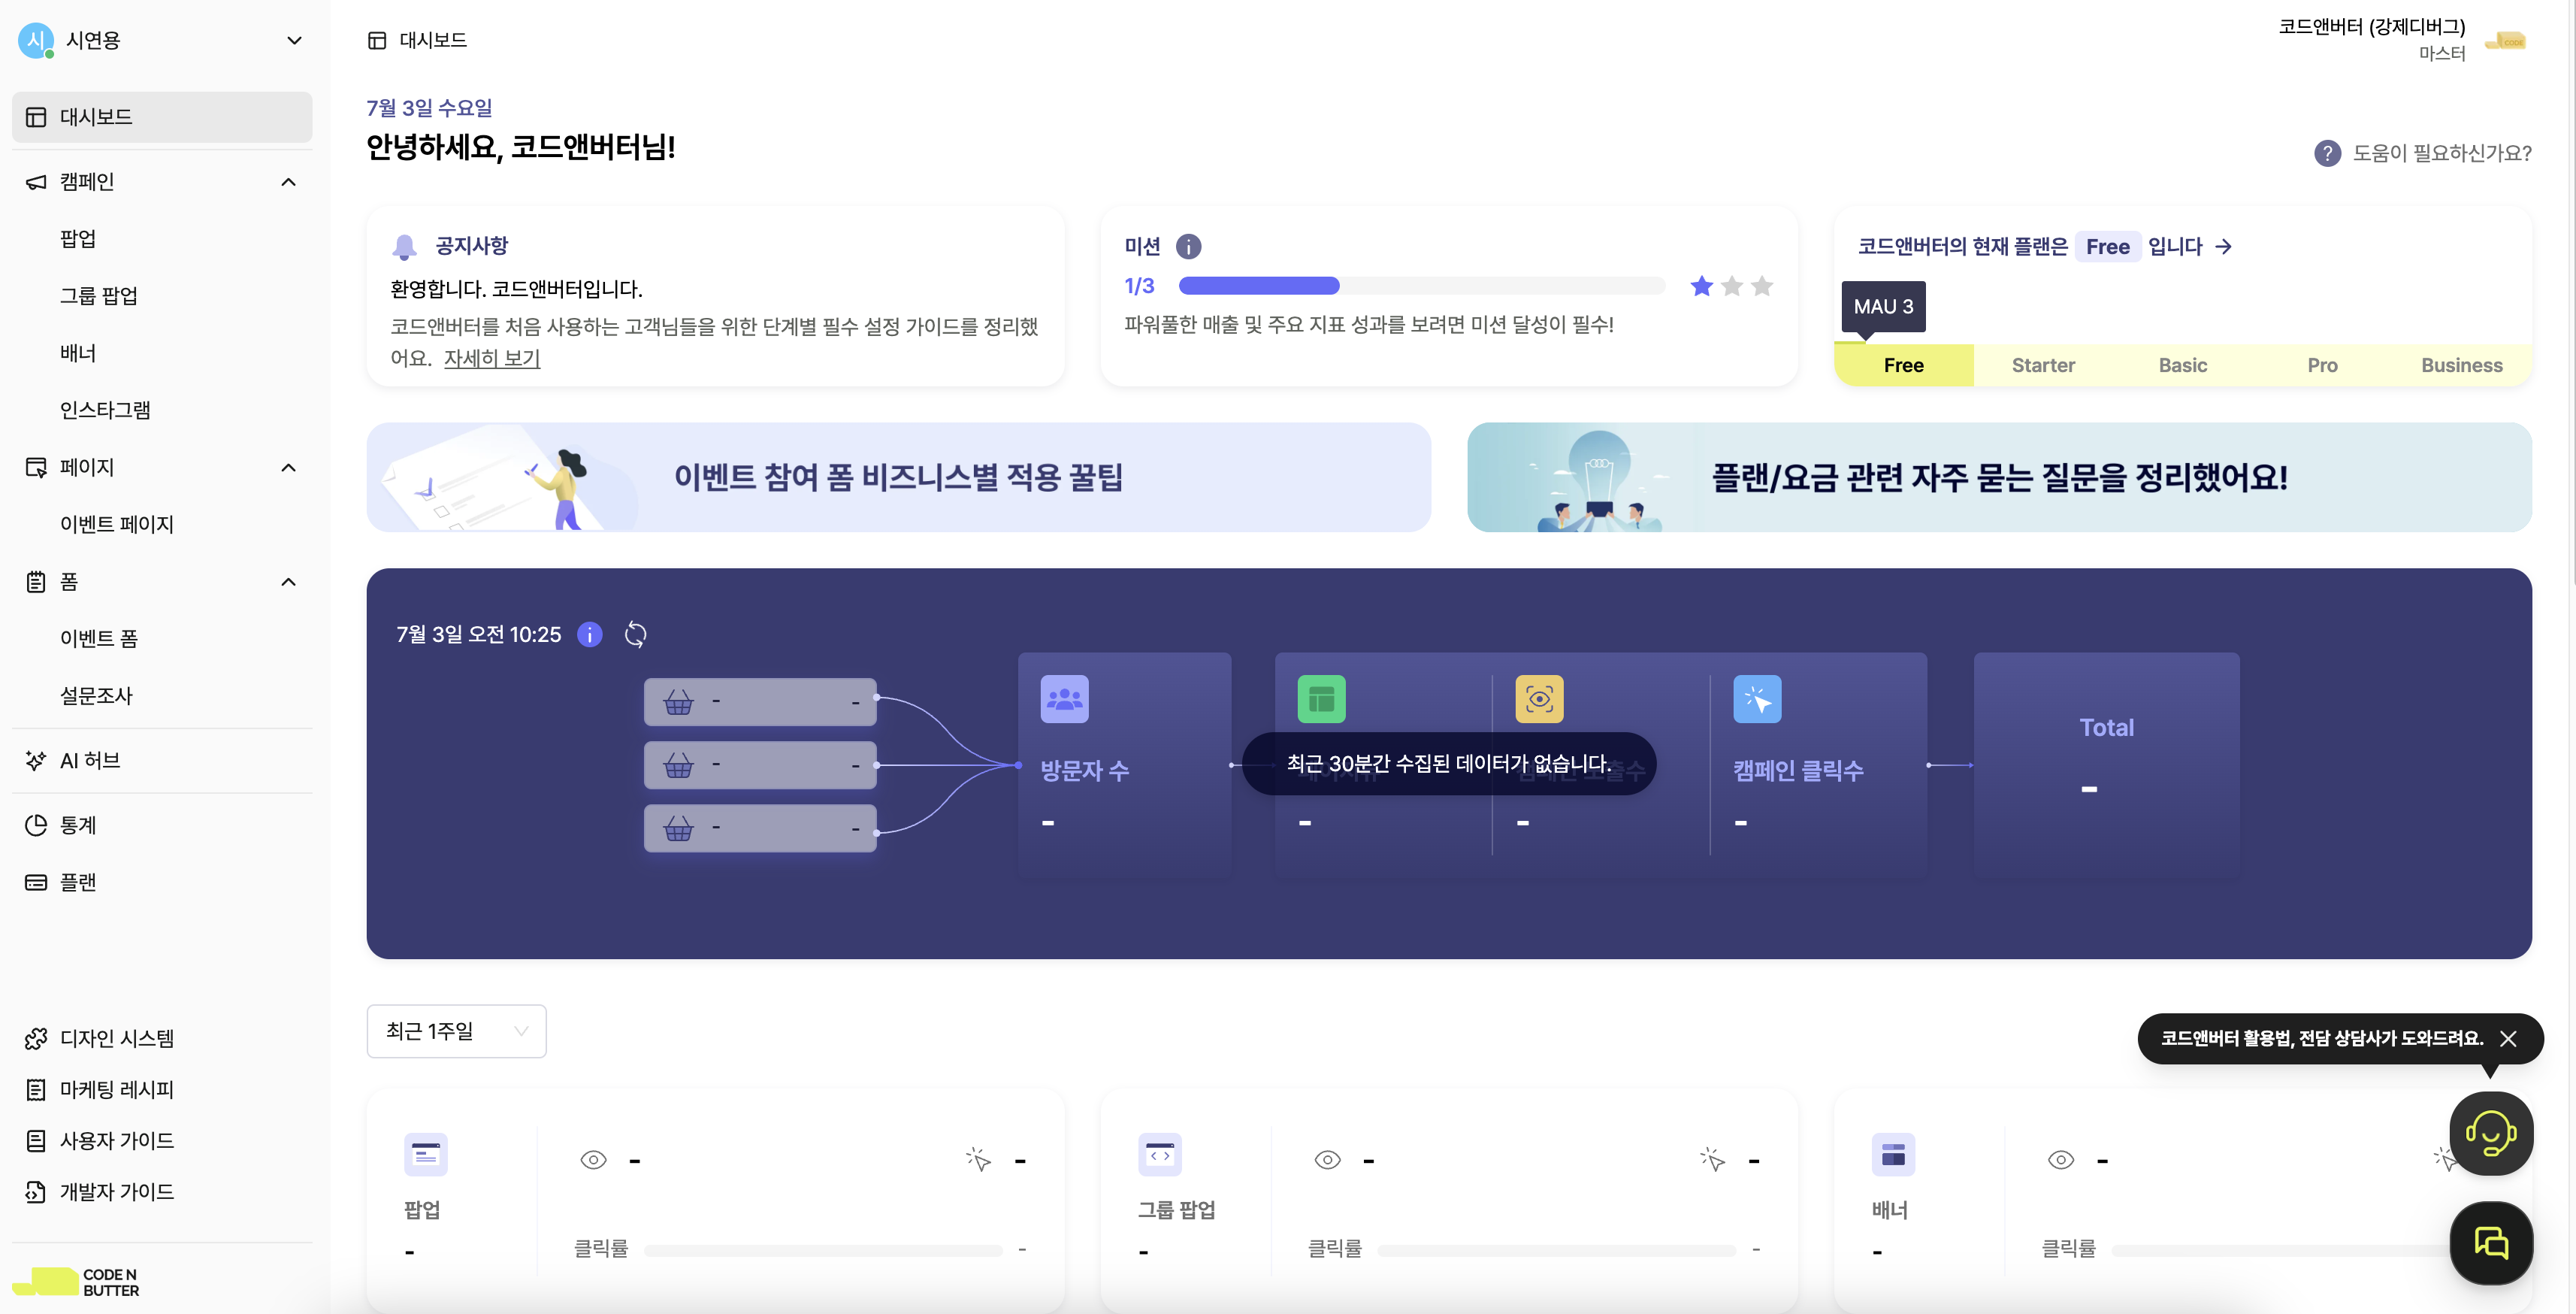 시 시연용
대시보드
캠페인
팝업
그룹 팝업
배너
인스타그램
페이지
이벤트 페이지
폼
이벤트 폼
설문조사
AI 허브
통계
플랜
디자인 시스템
마케팅 레시피
사용자 가이드
개발자 가이드
CODE N
BUTTER
대시보드
코드앤버터 (강제디버그)
마스터
CODE
7월 3일 수요일
안녕하세요, 코드앤버터님!
? 도움이 필요하신가요?
공지사항
환영합니다. 코드앤버터입니다.
코드앤버터를 처음 사용하는 고객님들을 위한 단계별 필수 설정 가이드를 정리했
어요. 자세히 보기
미션 i
1/3
파워풀한 매출 및 주요 지표 성과를 보려면 미션 달성이 필수!
코드앤버터의 현재 플랜은 Free 입니다 →
MAU 3
Free Starter Basic Pro Business
이벤트 참여 폼 비즈니스별 적용 꿀팁
플랜/요금 관련 자주 묻는 질문을 정리했어요!
7월 3일 오전 10:25 i
- -
- -
- -
방문자 수
-
최근 30분간 수집된 데이터가 없습니다.
-
-
캠페인 클릭수
-
Total
-
최근 1주일
코드앤버터 활용법, 전담 상담사가 도와드려요.
팝업
-
- -
클릭률 -
그룹 팝업
-
- -
클릭률 -
배너
-
-
클릭률